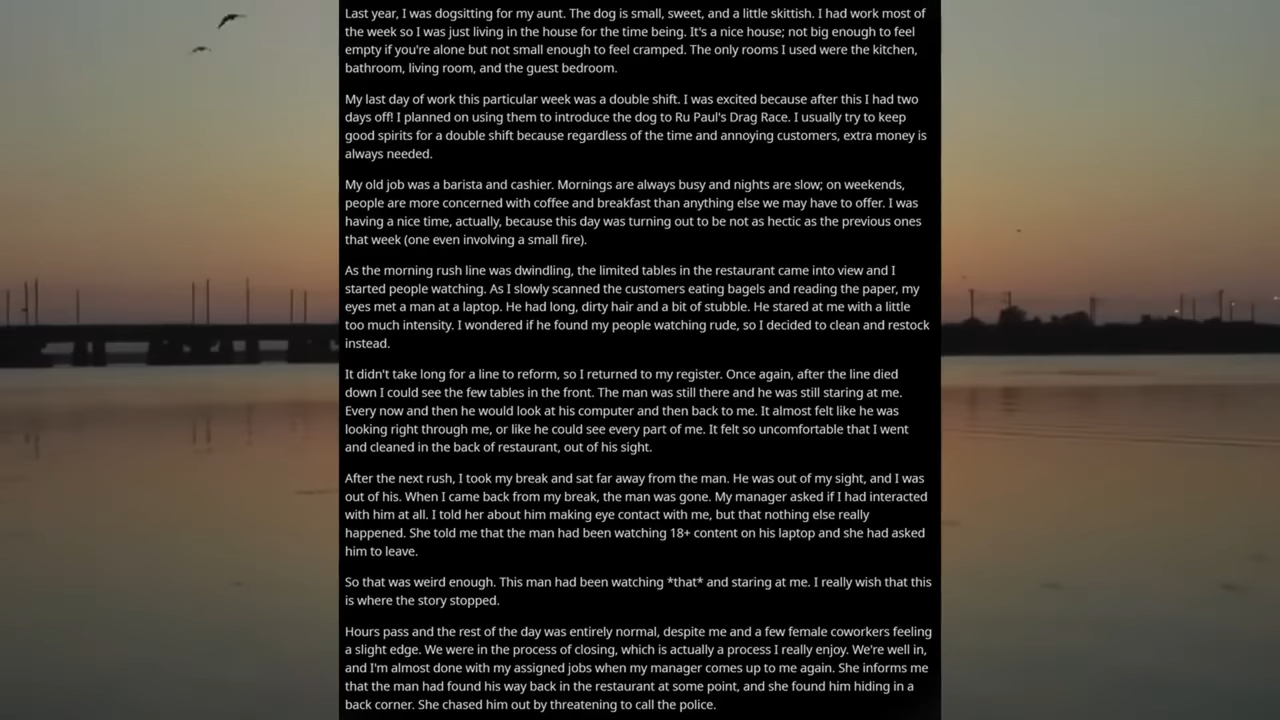 Last year, I was dogsitting for my aunt. The dog is small, sweet, and a little skittish. I had work most of
the week so I was just living in the house for the time being. It's a nice house; not big enough to feel
empty if you're alone but not small enough to feel cramped. The only rooms I used were the kitchen,
bathroom, living room, and the guest bedroom.
My last day of work this particular week was a double shift. I was excited because after this I had two
days off! I planned on using them to introduce the dog to Ru Paul's Drag Race. I usually try to keep
good spirits for a double shift because regardless of the time and annoying customers, extra money is
always needed.
My old job was a barista and cashier. Mornings are always busy and nights are slow; on weekends,
people are more concerned with coffee and breakfast than anything else we may have to offer. I was
having a nice time, actually, because this day was turning out to be not as hectic as the previous ones
that week (one even involving a small fire).
As the morning rush line was dwindling, the limited tables in the restaurant came into view and I
started people watching. As I slowly scanned the customers eating bagels and reading the paper, my
eyes met a man at a laptop. He had long, dirty hair and a bit of stubble. He stared at me with a little
too much intensity. I wondered if he found my people watching rude, so I decided to clean and restock
instead.
It didn't take long for a line to reform, so I returned to my register. Once again, after the line died
down I could see the few tables in the front. The man was still there and he was still staring at me.
Every now and then he would look at his computer and then back to me. It almost felt like he was
looking right through me, or like he could see every part of me. It felt so uncomfortable that I went
and cleaned in the back of restaurant, out of his sight.
After the next rush, I took my break and sat far away from the man. He was out of my sight, and I was
out of his. When I came back from my break, the man was gone. My manager asked if I had interacted
with him at all. I told her about him making eye contact with me, but that nothing else really
happened. She told me that the man had been watching 18+ content on his laptop and she had asked
him to leave.
So that was weird enough. This man had been watching *that* and staring at me. I really wish that this
is where the story stopped.
Hours pass and the rest of the day was entirely normal, despite me and a few female coworkers feeling
a slight edge. We were in the process of closing, which is actually a process I really enjoy. We're well in,
and I'm almost done with my assigned jobs when my manager comes up to me again. She informs me
that the man had found his way back in the restaurant at some point, and she found him hiding in a
back corner. She chased him out by threatening to call the police.